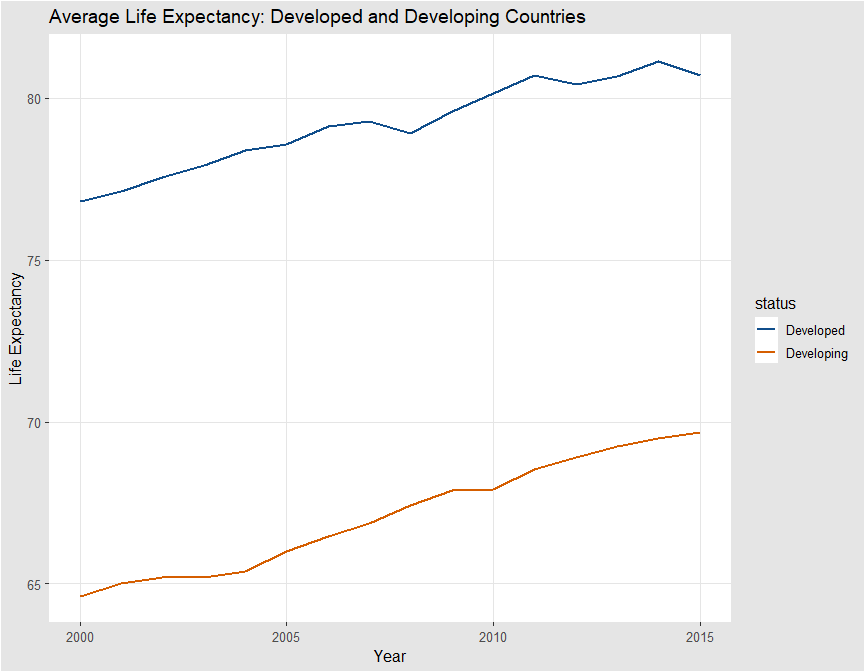 Average Life Expectancy: Developed and Developing Countries
80
75
70
65
Life Expectancy
2000
2005
2010
2015
Year
status
Developed
Developing